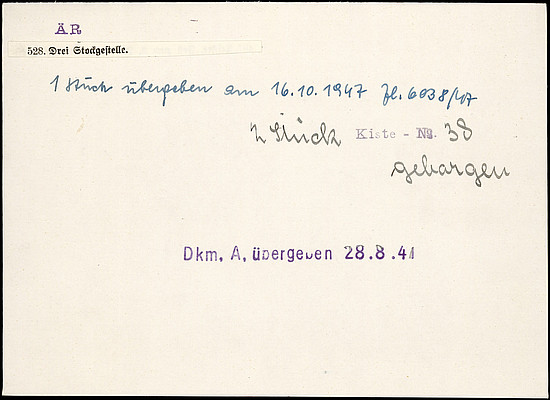 ÄR
528. Drei Stockgestelle.
1 Stück übergeben am 16.10.1947 Zl. 6038/47
2 Stück Kiste - No. 38
geborgen
Dkm. A. übergeben 28.8.41